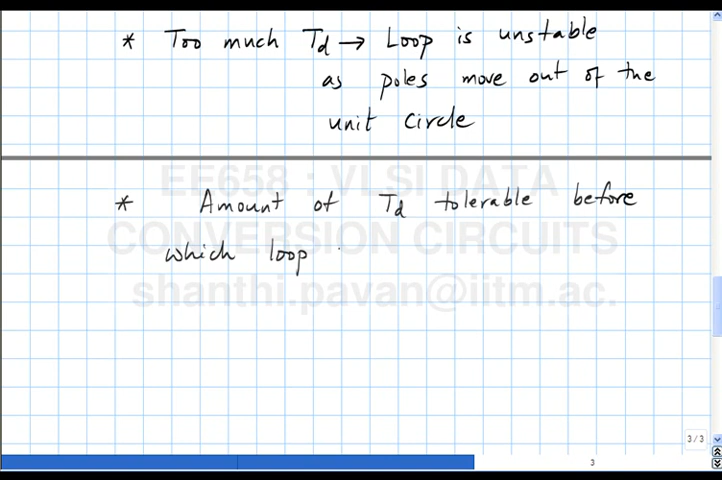 * Too much Td → Loop is unstable
as poles move out of the
unit circle
EE658 : VLSI DATA
* Amount of Td tolerable before
CONVERSION CIRCUITS
which loop
shanthi.pavan@iitm.ac.
3/3
3